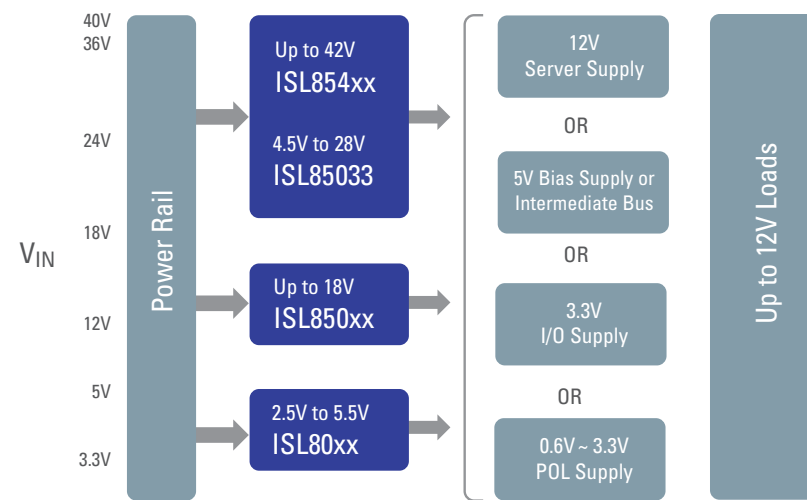 40V
36V
24V
18V
12V
5V
3.3V
VIN
Power Rail
Up to 42V
ISL854xx
4.5V to 28V
ISL85033
Up to 18V
ISL850xx
2.5V to 5.5V
ISL80xx
12V
Server Supply
OR
5V Bias Supply or
Intermediate Bus
OR
3.3V
I/O Supply
OR
0.6V ~ 3.3V
POL Supply
Up to 12V Loads